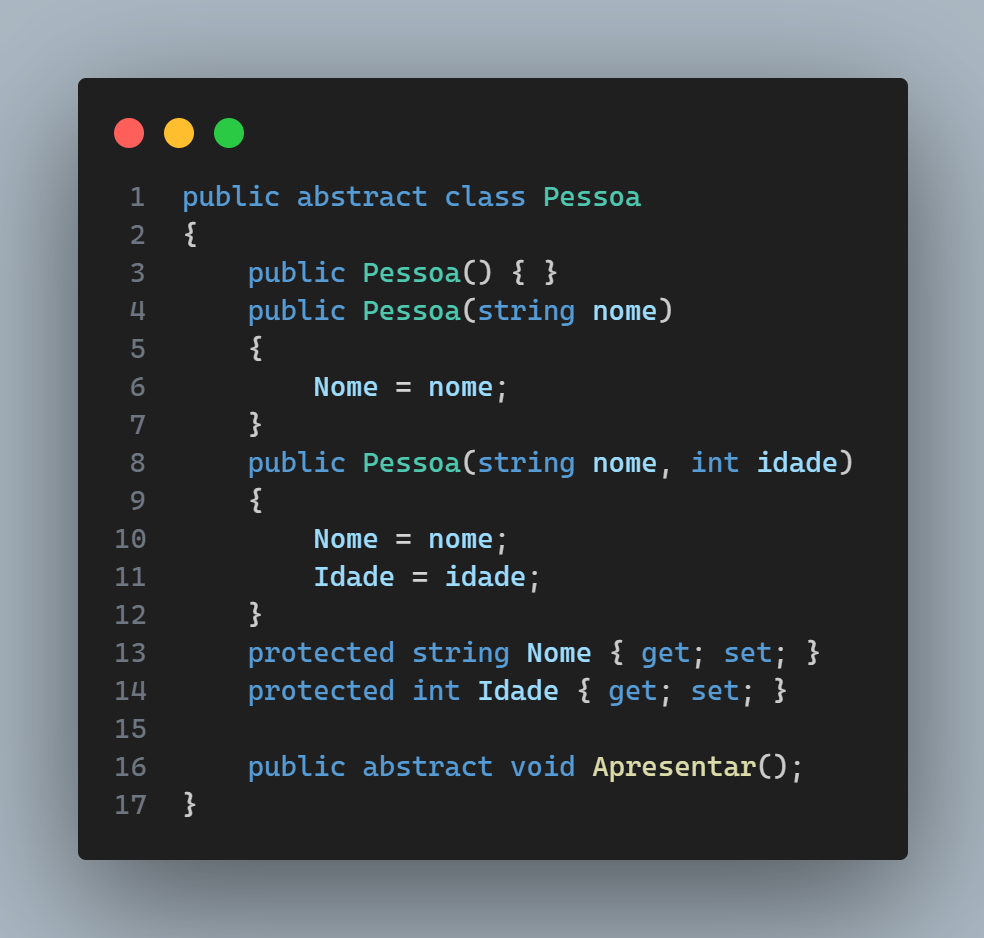 1 public abstract class Pessoa
2 {
3     public Pessoa() { }
4     public Pessoa(string nome)
5     {
6         Nome = nome;
7     }
8     public Pessoa(string nome, int idade)
9     {
10         Nome = nome;
11         Idade = idade;
12     }
13     protected string Nome { get; set; }
14     protected int Idade { get; set; }
15
16     public abstract void Apresentar();
17 }